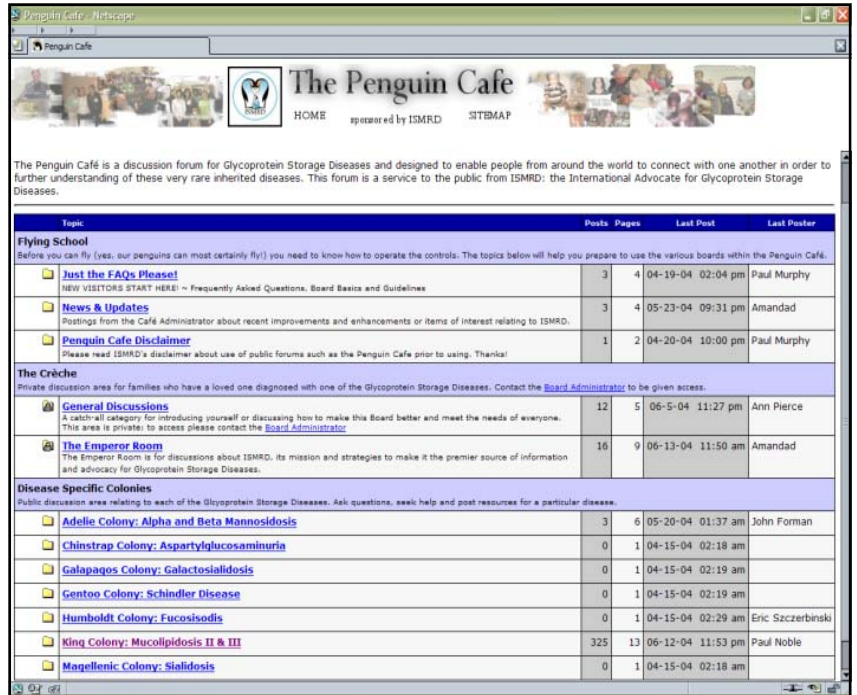 Penguin Cafe - Netscape
Penguin Cafe
ISMRD
The Penguin Cafe
HOME sponsored by ISMRD SITEMAP
The Penguin Café is a discussion forum for Glycoprotein Storage Diseases and designed to enable people from around the world to connect with one another in order to
further understanding of these very rare inherited diseases. This forum is a service to the public from ISMRD: the International Advocate for Glycoprotein Storage
Diseases.
Topic Posts Pages Last Post Last Poster
Flying School
Before you can fly (yes, our penguins can most certainly fly!) you need to know how to operate the controls. The topics below will help you prepare to use the various boards within the Penguin Café.
Just the FAQs Please! 3 4 04-19-04 02:04 pm Paul Murphy
NEW VISITORS START HERE! ~ Frequently Asked Questions, Board Basics and Guidelines
News & Updates 3 4 05-23-04 09:31 pm Amandad
Postings from the Café Administrator about recent improvements and enhancements or items of interest relating to ISMRD.
Penguin Cafe Disclaimer 1 2 04-20-04 10:00 pm Paul Murphy
Please read ISMRD's disclaimer about use of public forums such as the Penguin Cafe prior to using. Thanks!
The Crèche
Private discussion area for families who have a loved one diagnosed with one of the Glycoprotein Storage Diseases. Contact the Board Administrator to be given access.
General Discussions 12 5 06-5-04 11:27 pm Ann Pierce
A catch-all category for introducing yourself or discussing how to make this Board better and meet the needs of everyone.
This area is private; to access please contact the Board Administrator
The Emperor Room 16 9 06-13-04 11:50 am Amandad
The Emperor Room is for discussions about ISMRD, its mission and strategies to make it the premier source of information
and advocacy for Glycoprotein Storage Diseases.
Disease Specific Colonies
Public discussion area relating to each of the Glcyoprotein Storage Diseases. Ask questions, seek help and post resources for a particular disease.
Adelie Colony: Alpha and Beta Mannosidosis 3 6 05-20-04 01:37 am John Forman
Chinstrap Colony: Aspartylglucosaminuria 0 1 04-15-04 02:18 am
Galapagos Colony: Galactosialidosis 0 1 04-15-04 02:19 am
Gentoo Colony: Schindler Disease 0 1 04-15-04 02:19 am
Humboldt Colony: Fucosisodis 0 1 04-15-04 02:29 am Eric Szczerbinski
King Colony: Mucolipidosis II & III 325 13 06-12-04 11:53 pm Paul Noble
Magellenic Colony: Sialidosis 0 1 04-15-04 02:18 am